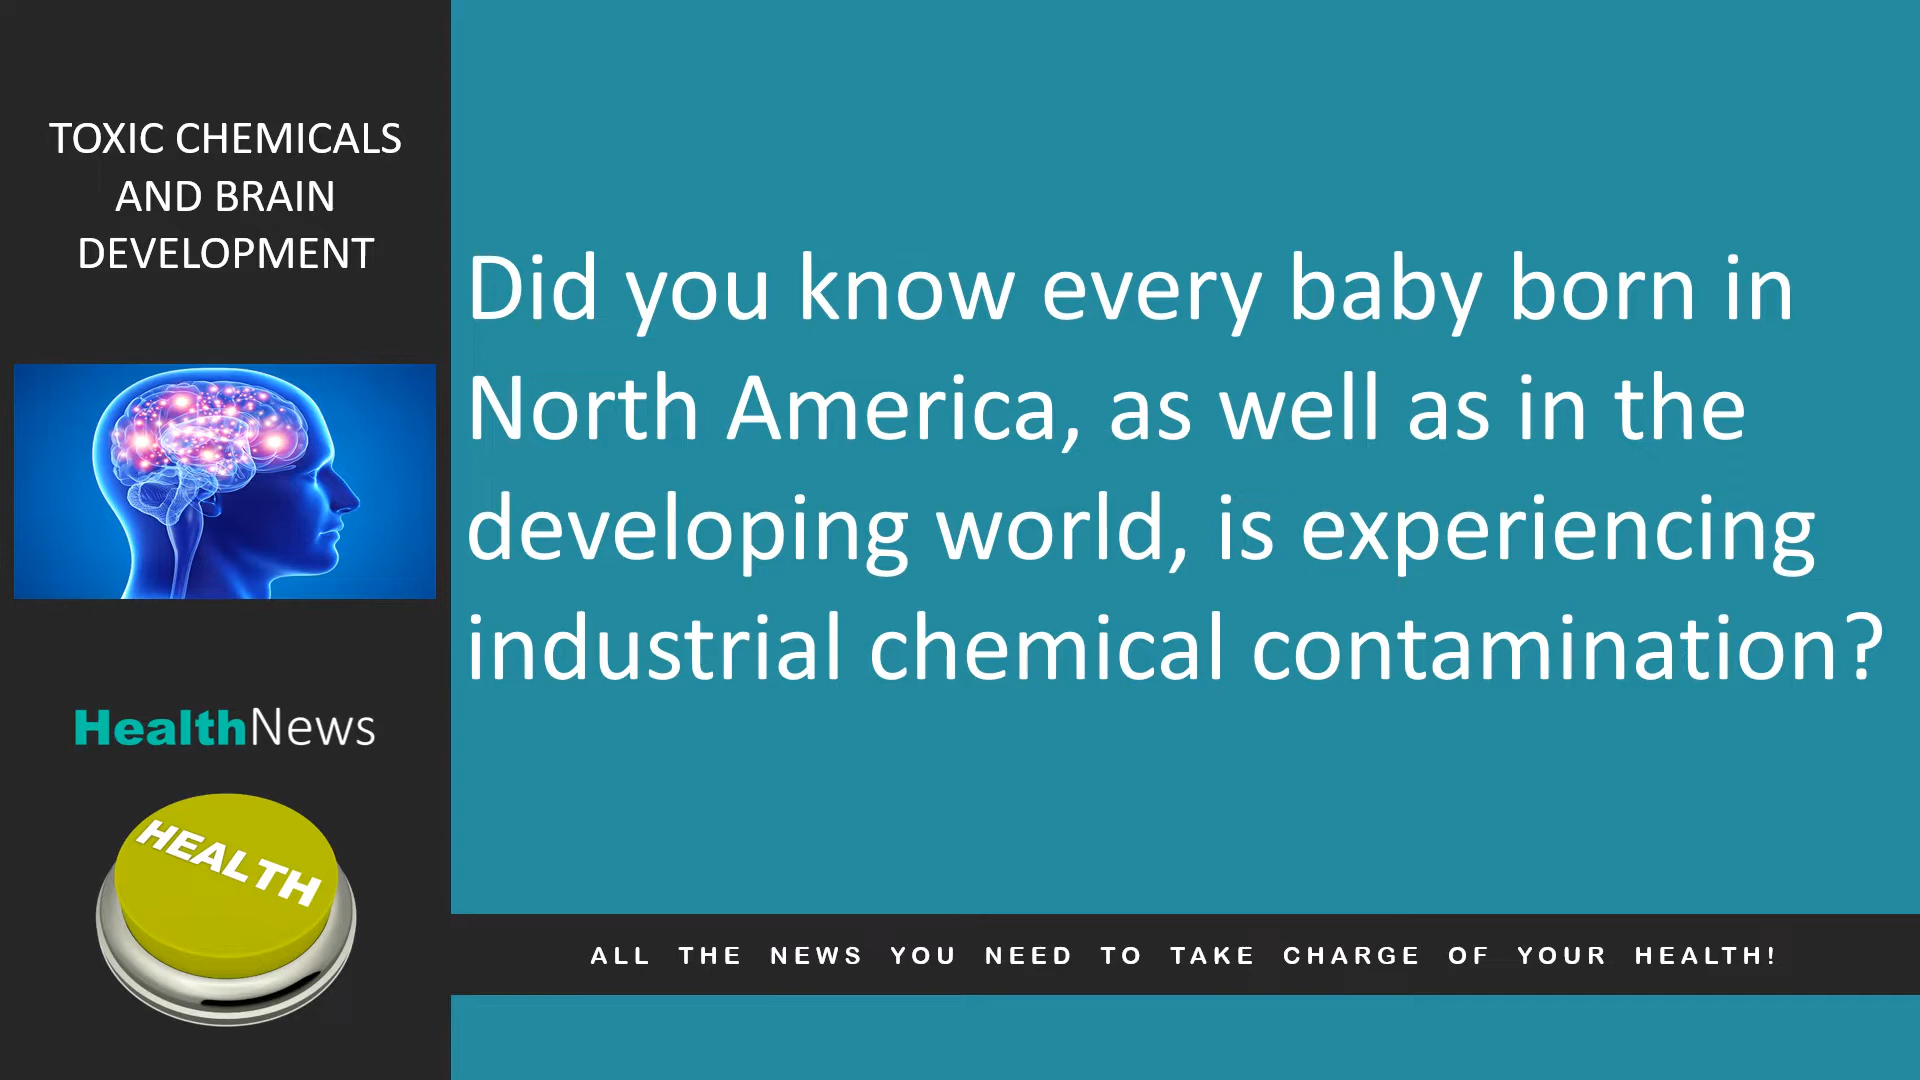 TOXIC CHEMICALS
AND BRAIN
DEVELOPMENT
HealthNews
HEALTH
Did you know every baby born in
North America, as well as in the
developing world, is experiencing
industrial chemical contamination?
ALL THE NEWS YOU NEED TO TAKE CHARGE OF YOUR HEALTH!